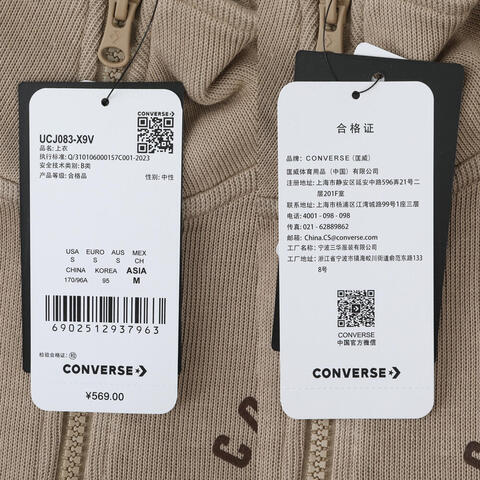 CONVERSE
UCJ083-X9V
品名: 上衣
执行标准: Q/310106000157C001-2023
安全技术类别: B类
产品等级: 合格品 性别: 中性
USA EURO AUS MEX
S S S CH
CHINA KOREA ASIA
170/96A 95 M
6902512937963
检验合格证:
CONVERSE
¥569.00
合格证
品牌: CONVERSE (匡威)
匡威体育用品（中国）有限公司
注册地址: 上海市静安区延安中路596弄21号二
层201F室
联系地址: 上海市杨浦区江湾城路99号1座三层
电话: 4001 - 098 - 098
传真: 021 - 62889862
邮箱: China.CS@converse.com
工厂名称: 宁波三华服装有限公司
工厂地址: 浙江省宁波市镇海蛟川街道俞范东路133
8号
CONVERSE
中国官方微信
CONVERSE
CO
CON